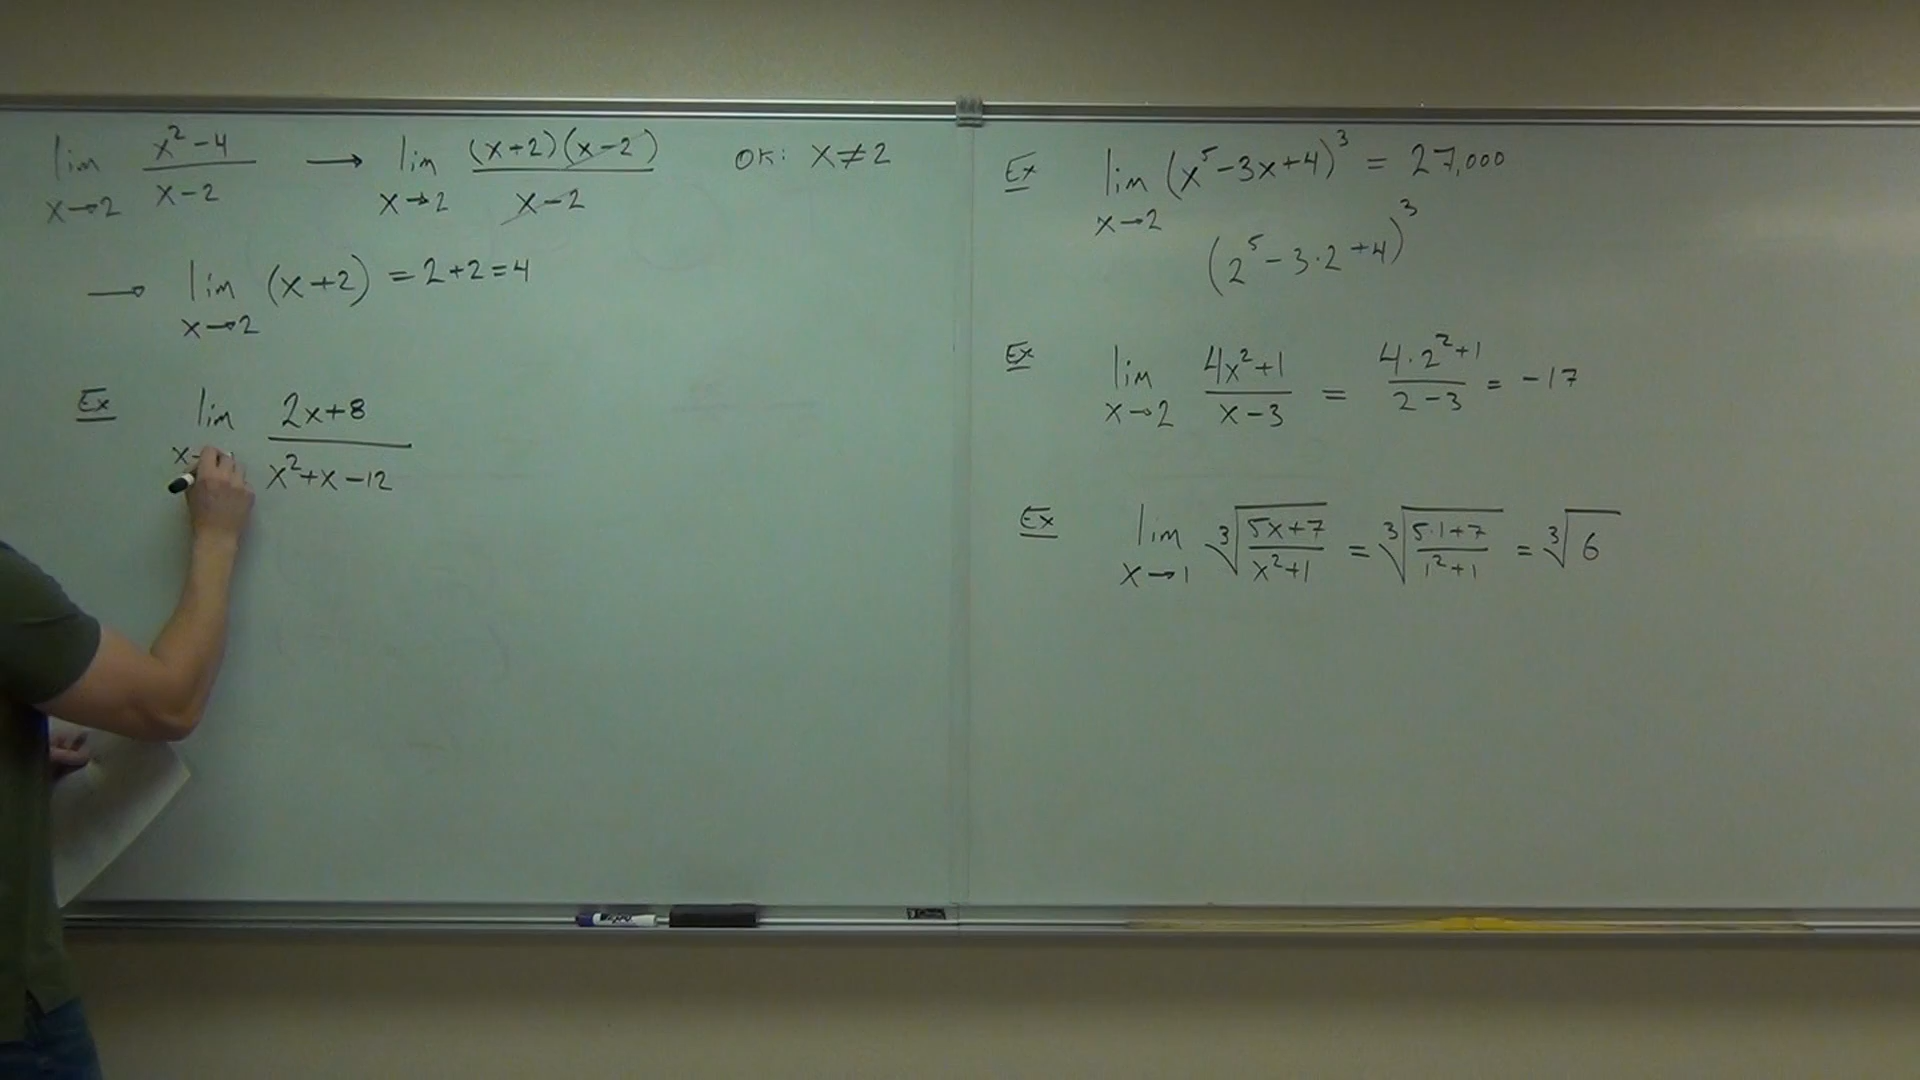 lim x→2 (x² - 4)/(x - 2) → lim x→2 (x+2)(x-2)/(x-2) OK: x ≠ 2
→ lim x→2 (x+2) = 2+2 = 4
Ex lim x→ (2x+8)/(x²+x-12)
Ex lim x→2 (x⁵ - 3x + 4)³ = 27,000
(2⁵ - 3·2 + 4)³
Ex lim x→2 (4x²+1)/(x-3) = (4·2²+1)/(2-3) = -17
Ex lim x→1 ∛((5x+7)/(x²+1)) = ∛((5·1+7)/(1²+1)) = ∛6